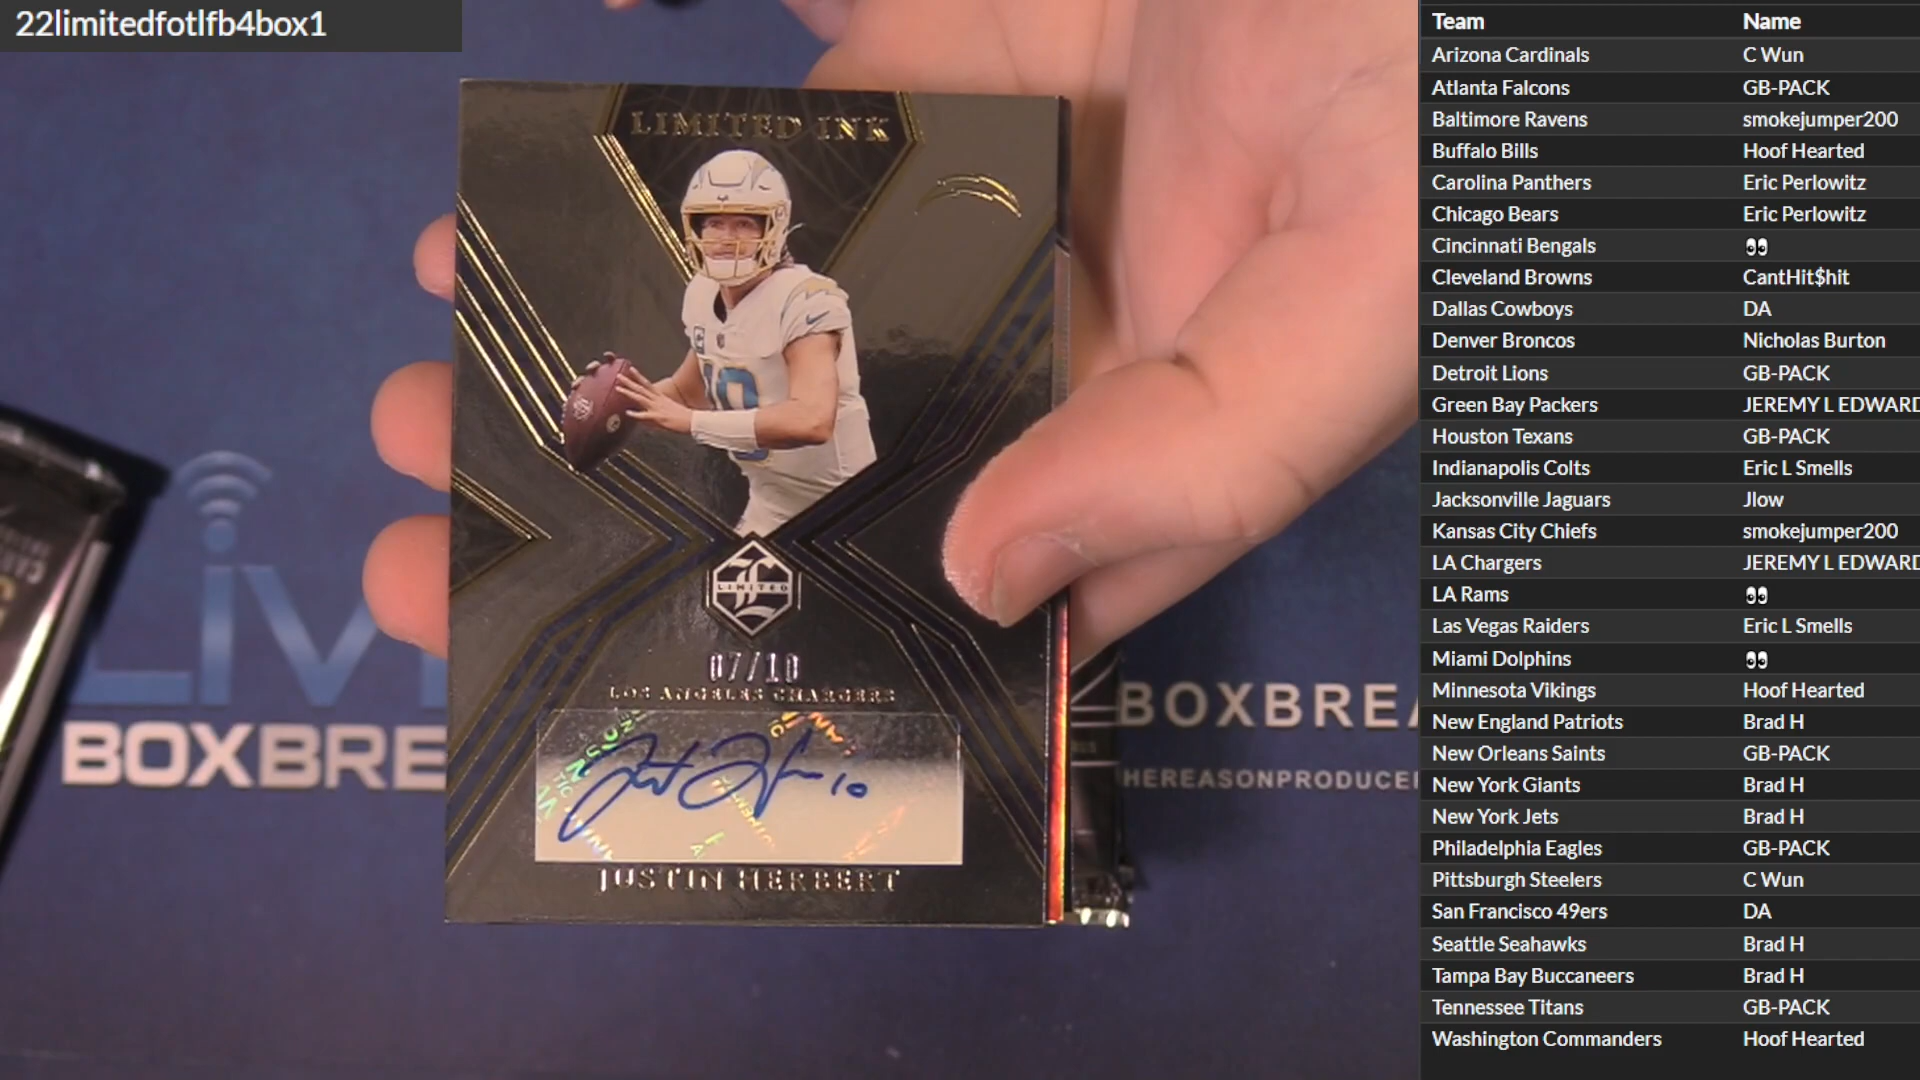 22limitedfotlfb4box1
LIMITED INK
LIMITED
07/10
LOS ANGELES CHARGERS
JUSTIN HERBERT
LIV
BOXBRE
BOXBREA
HEREASONPRODUCE
Team Name
Arizona Cardinals C Wun
Atlanta Falcons GB-PACK
Baltimore Ravens smokejumper200
Buffalo Bills Hoof Hearted
Carolina Panthers Eric Perlowitz
Chicago Bears Eric Perlowitz
Cincinnati Bengals 👀
Cleveland Browns CantHit$hit
Dallas Cowboys DA
Denver Broncos Nicholas Burton
Detroit Lions GB-PACK
Green Bay Packers JEREMY L EDWARD
Houston Texans GB-PACK
Indianapolis Colts Eric L Smells
Jacksonville Jaguars Jlow
Kansas City Chiefs smokejumper200
LA Chargers JEREMY L EDWARD
LA Rams 👀
Las Vegas Raiders Eric L Smells
Miami Dolphins 👀
Minnesota Vikings Hoof Hearted
New England Patriots Brad H
New Orleans Saints GB-PACK
New York Giants Brad H
New York Jets Brad H
Philadelphia Eagles GB-PACK
Pittsburgh Steelers C Wun
San Francisco 49ers DA
Seattle Seahawks Brad H
Tampa Bay Buccaneers Brad H
Tennessee Titans GB-PACK
Washington Commanders Hoof Hearted